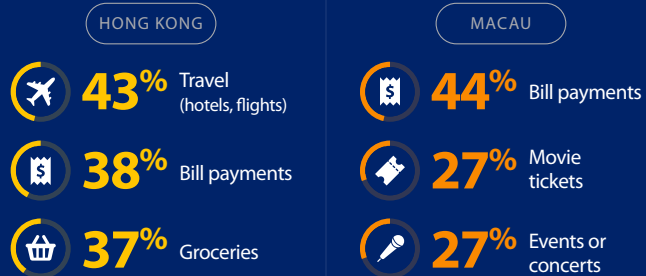 HONG KONG
43% Travel
(hotels, flights)
38% Bill payments
37% Groceries
MACAU
44% Bill payments
27% Movie
tickets
27% Events or
concerts